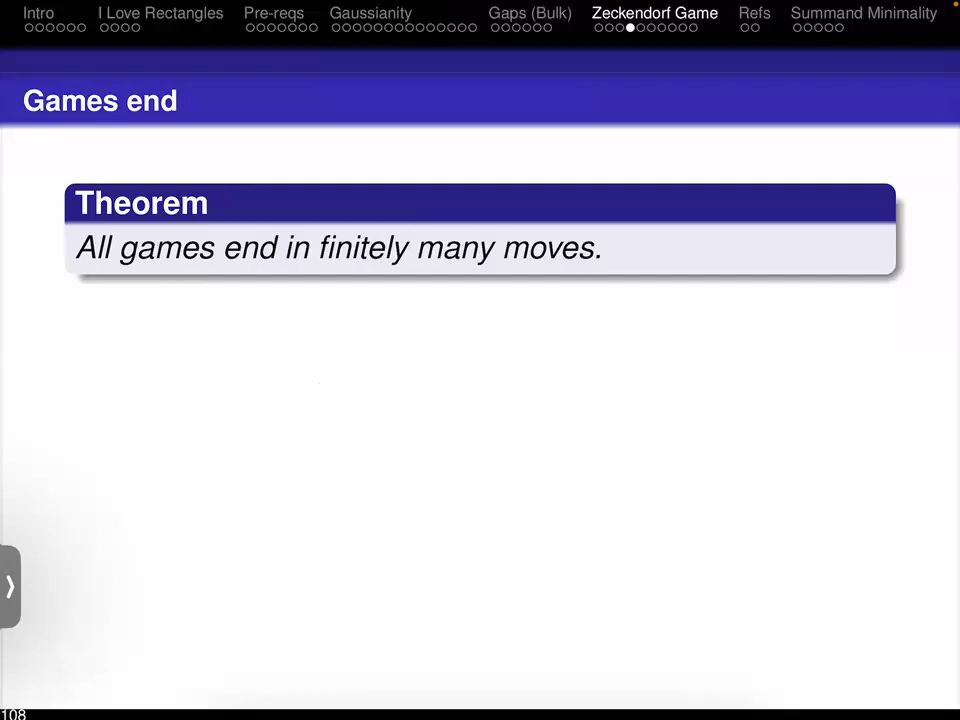 Intro I Love Rectangles Pre-reqs Gaussianity Gaps (Bulk) Zeckendorf Game Refs Summand Minimality
Games end
Theorem
All games end in finitely many moves.
108